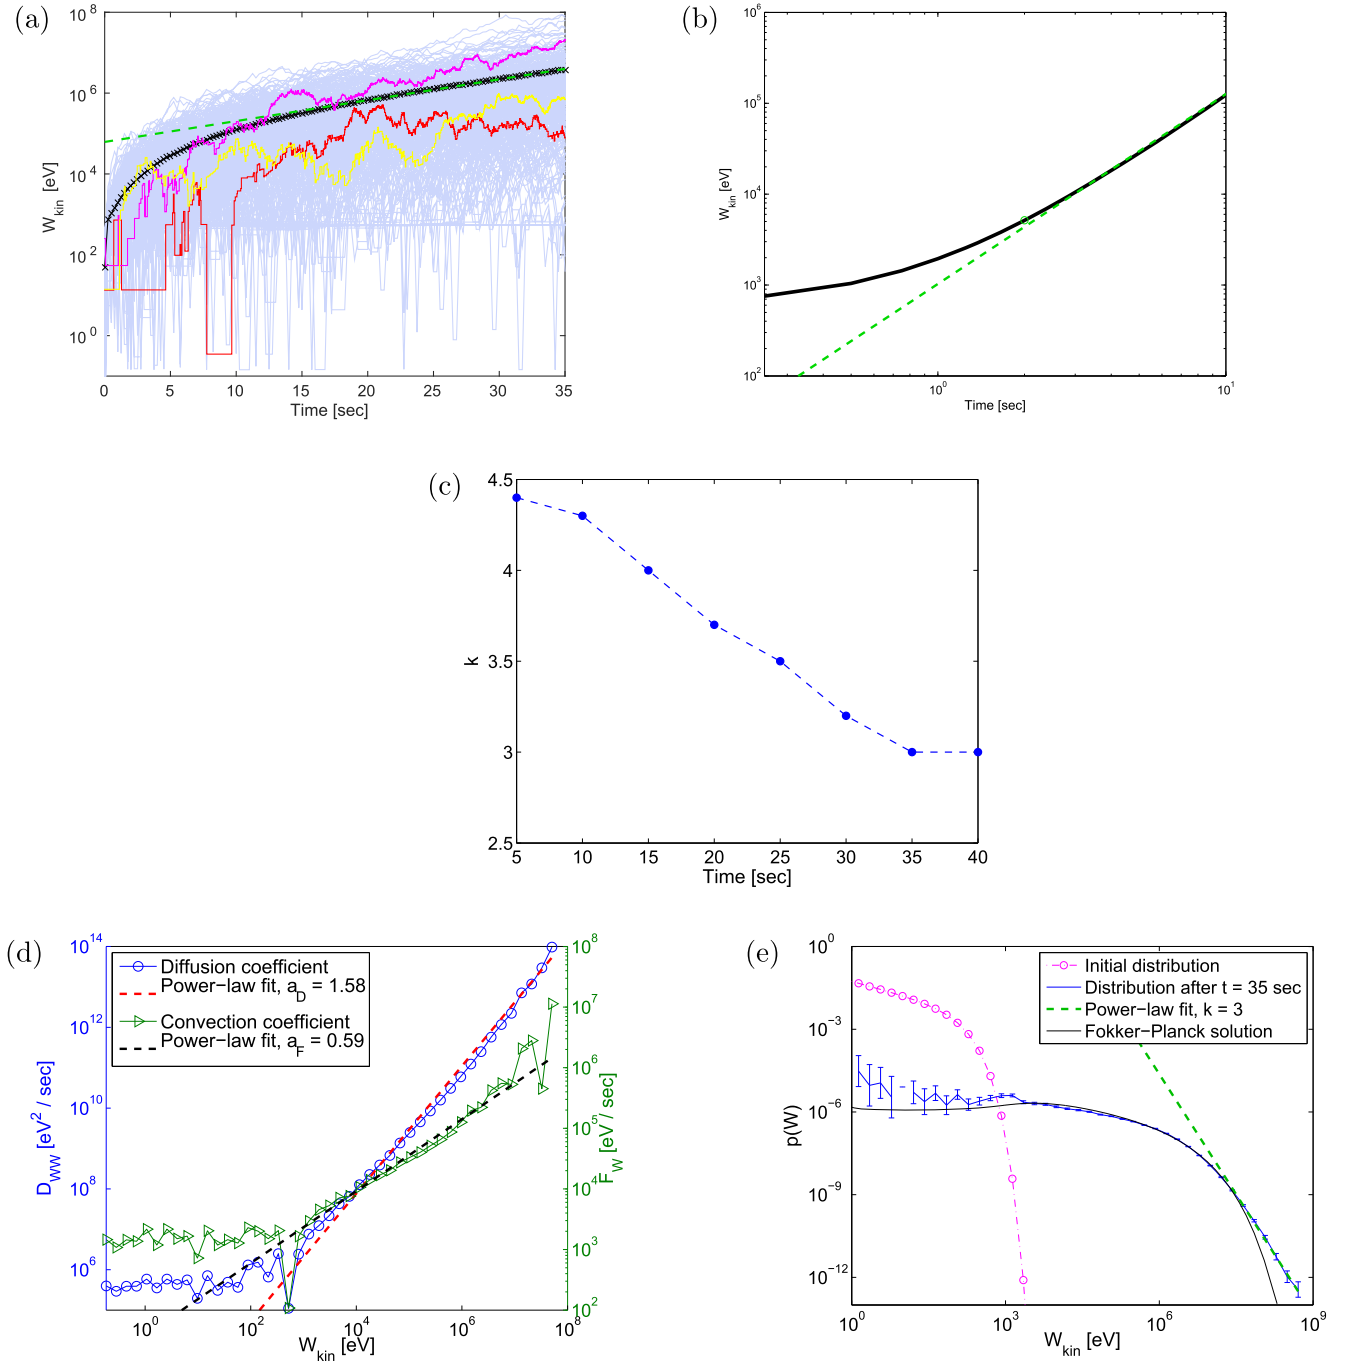 (a)
10^8
10^6
10^4
10^2
10^0
W_kin [eV]
0 5 10 15 20 25 30 35
Time [sec]
(b)
10^6
10^5
10^4
10^3
10^2
W_kin [eV]
10^0 10^1
Time [sec]
(c)
4.5
4
3.5
3
2.5
k
5 10 15 20 25 30 35 40
Time [sec]
(d)
10^14
10^12
10^10
10^8
10^6
D_WW [eV^2 / sec]
Diffusion coefficient
Power-law fit, a_D = 1.58
Convection coefficient
Power-law fit, a_F = 0.59
10^8
10^7
10^6
10^5
10^4
10^3
10^2
F_W [eV / sec]
10^0 10^2 10^4 10^6 10^8
W_kin [eV]
(e)
10^0
10^-3
10^-6
10^-9
10^-12
p(W)
Initial distribution
Distribution after t = 35 sec
Power-law fit, k = 3
Fokker-Planck solution
10^0 10^3 10^6 10^9
W_kin [eV]